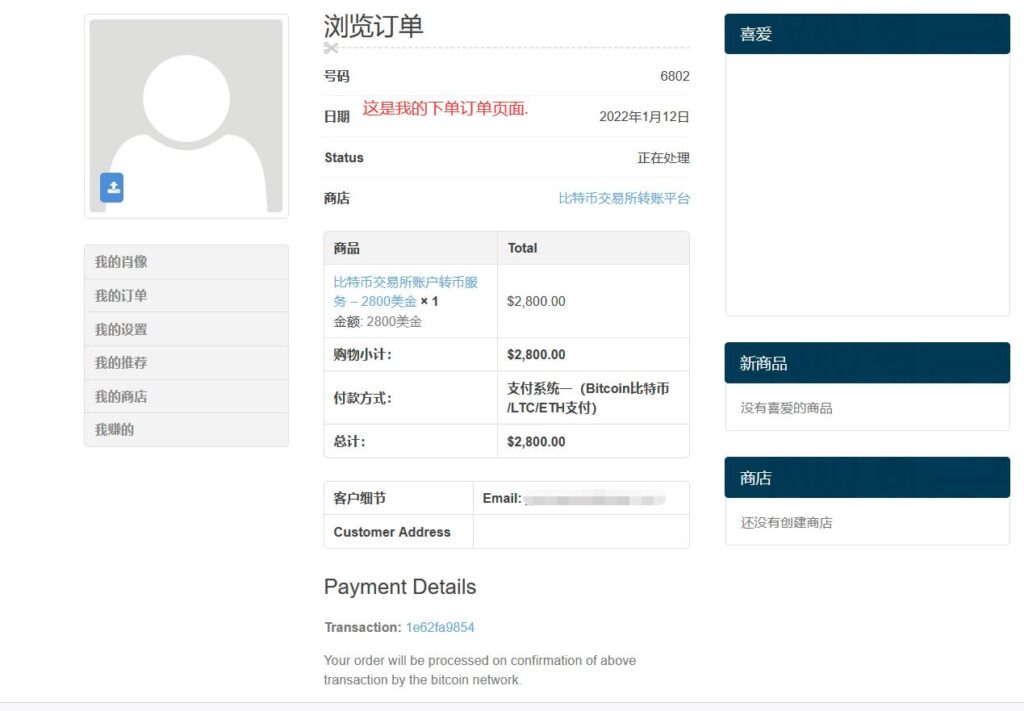 浏览订单
号码 6802
日期 这是我的下单订单页面. 2022年1月12日
Status 正在处理
商店 比特币交易所转账平台
我的肖像
我的订单
我的设置
我的推荐
我的商店
我赚的
商品 Total
比特币交易所账户转币服
务 – 2800美金 × 1
金额: 2800美金
$2,800.00
购物小计: $2,800.00
付款方式:
支付系统一（Bitcoin比特币
/LTC/ETH支付）
总计: $2,800.00
客户细节 Email:
Customer Address
Payment Details
Transaction: 1e62fa9854
Your order will be processed on confirmation of above
transaction by the bitcoin network.
喜爱
新商品
没有喜爱的商品
商店
还没有创建商店